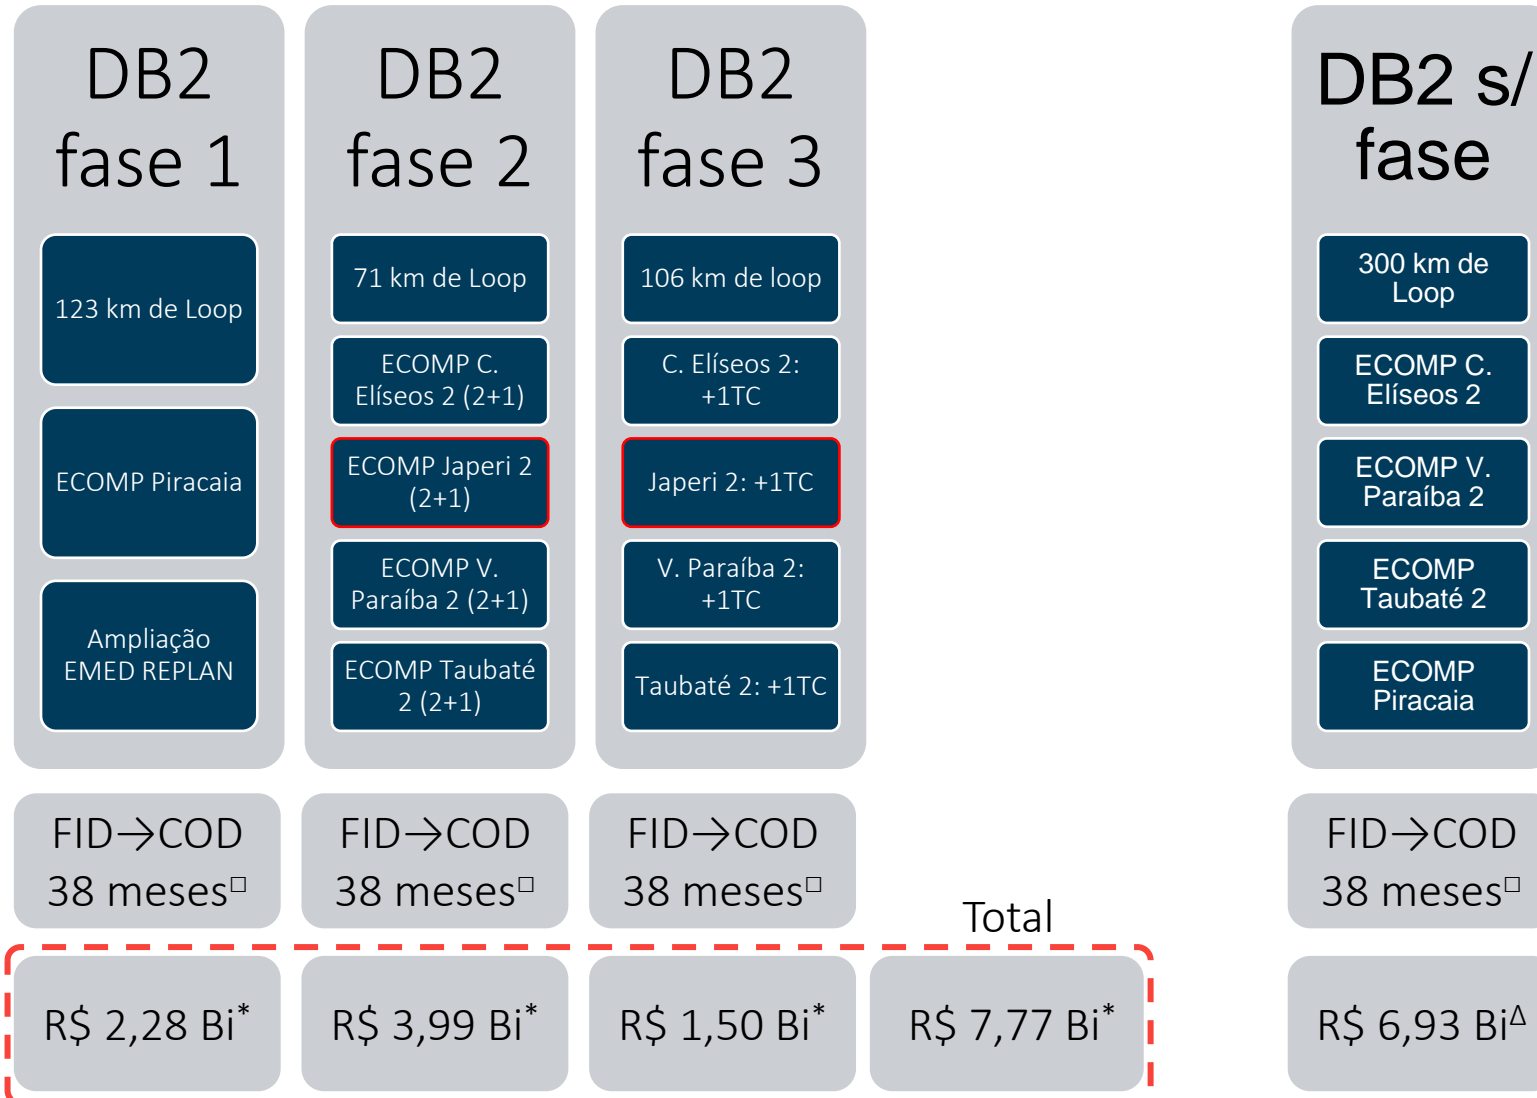 DB2
fase 1
123 km de Loop
ECOMP Piracaia
Ampliação
EMED REPLAN
DB2
fase 2
71 km de Loop
ECOMP C.
Elíseos 2 (2+1)
ECOMP Japeri 2
(2+1)
ECOMP V.
Paraíba 2 (2+1)
ECOMP Taubaté
2 (2+1)
DB2
fase 3
106 km de loop
C. Elíseos 2:
+1TC
Japeri 2: +1TC
V. Paraíba 2:
+1TC
Taubaté 2: +1TC
DB2 s/
fase
300 km de
Loop
ECOMP C.
Elíseos 2
ECOMP V.
Paraíba 2
ECOMP
Taubaté 2
ECOMP
Piracaia
FID→COD
38 meses□
FID→COD
38 meses□
FID→COD
38 meses□
FID→COD
38 meses□
Total
R$ 2,28 Bi*
R$ 3,99 Bi*
R$ 1,50 Bi*
R$ 7,77 Bi*
R$ 6,93 BiΔ